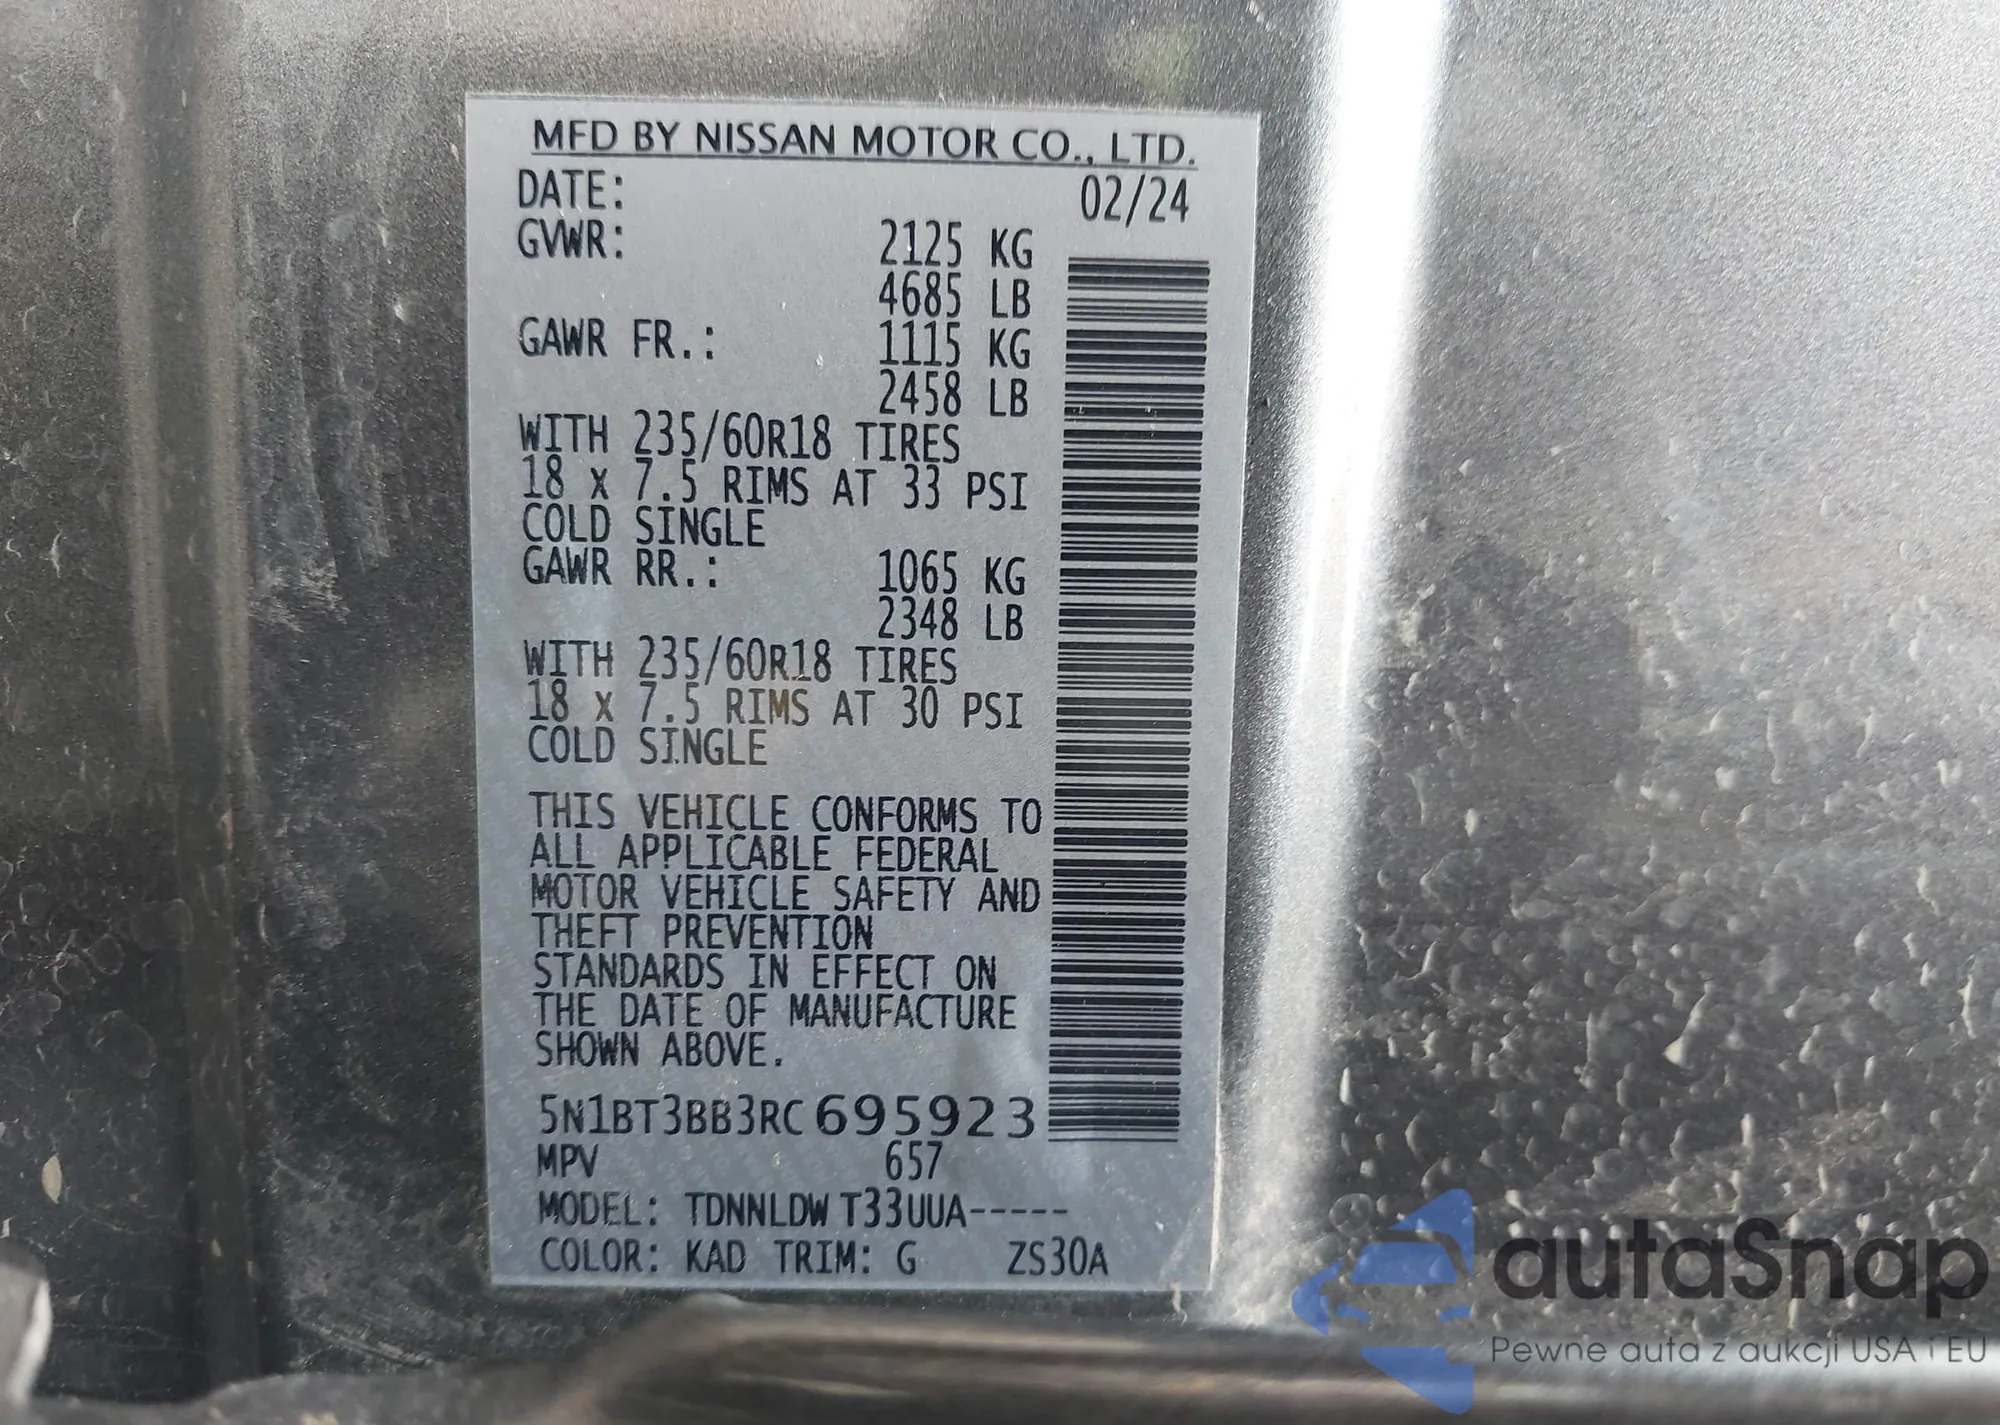 MFD BY NISSAN MOTOR CO., LTD.
DATE: 02/24
GVWR: 2125 KG
4685 LB
GAWR FR.: 1115 KG
2458 LB
WITH 235/60R18 TIRES
18 x 7.5 RIMS AT 33 PSI
COLD SINGLE
GAWR RR.: 1065 KG
2348 LB
WITH 235/60R18 TIRES
18 x 7.5 RIMS AT 30 PSI
COLD SINGLE
THIS VEHICLE CONFORMS TO
ALL APPLICABLE FEDERAL
MOTOR VEHICLE SAFETY AND
THEFT PREVENTION
STANDARDS IN EFFECT ON
THE DATE OF MANUFACTURE
SHOWN ABOVE.
5N1BT3BB3RC695923
MPV 657
MODEL: TDNNLDW T33UUA-----
COLOR: KAD TRIM: G ZS30A
autaSnap
Pewne auta z aukcji USA i EU